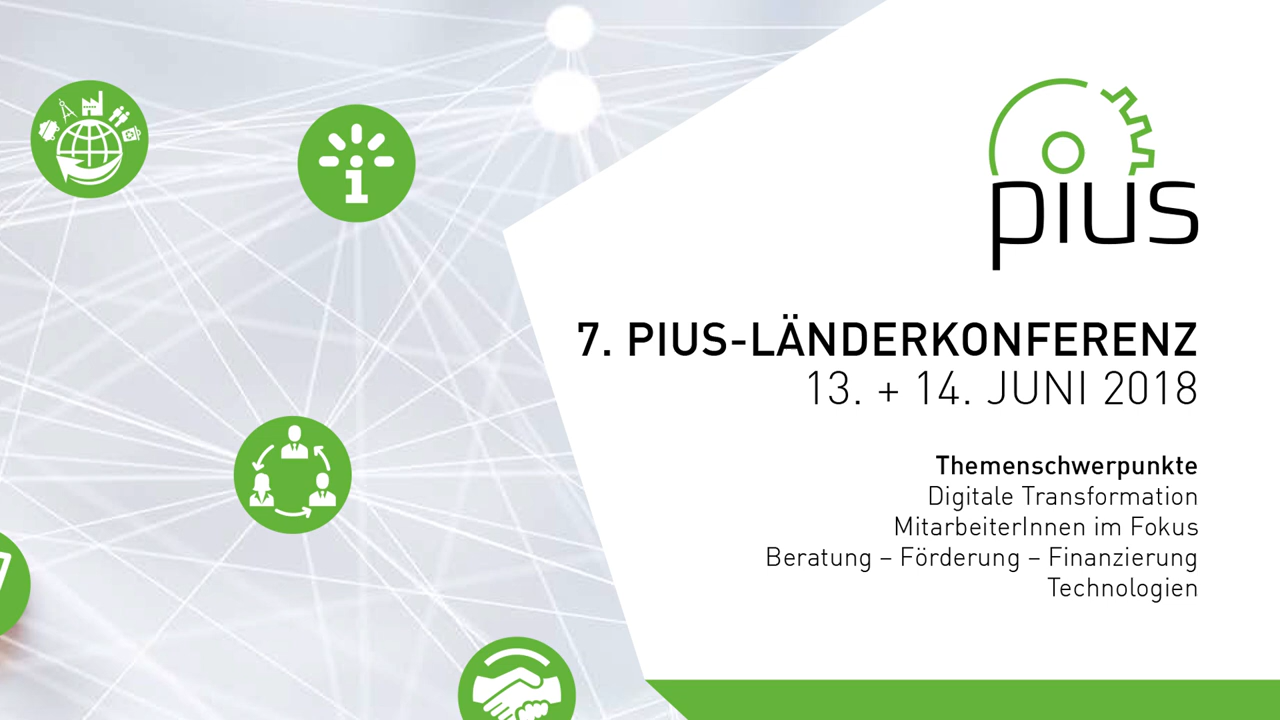 pius
7. PIUS-LÄNDERKONFERENZ
13. + 14. JUNI 2018
Themenschwerpunkte
Digitale Transformation
MitarbeiterInnen im Fokus
Beratung – Förderung – Finanzierung
Technologien